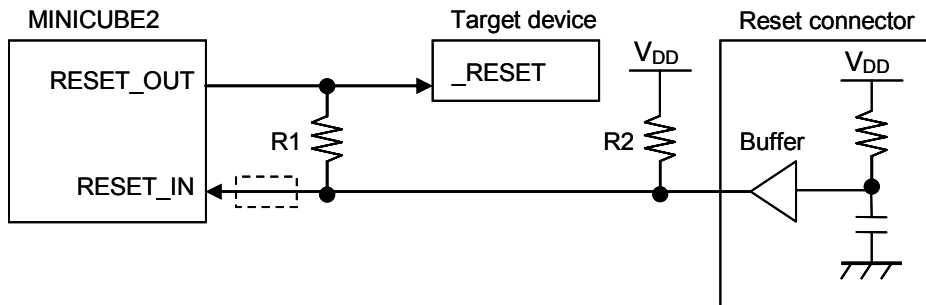 MINICUBE2
Target device
Reset connector
RESET_OUT
_RESET
VDD
VDD
R1
R2
Buffer
RESET_IN